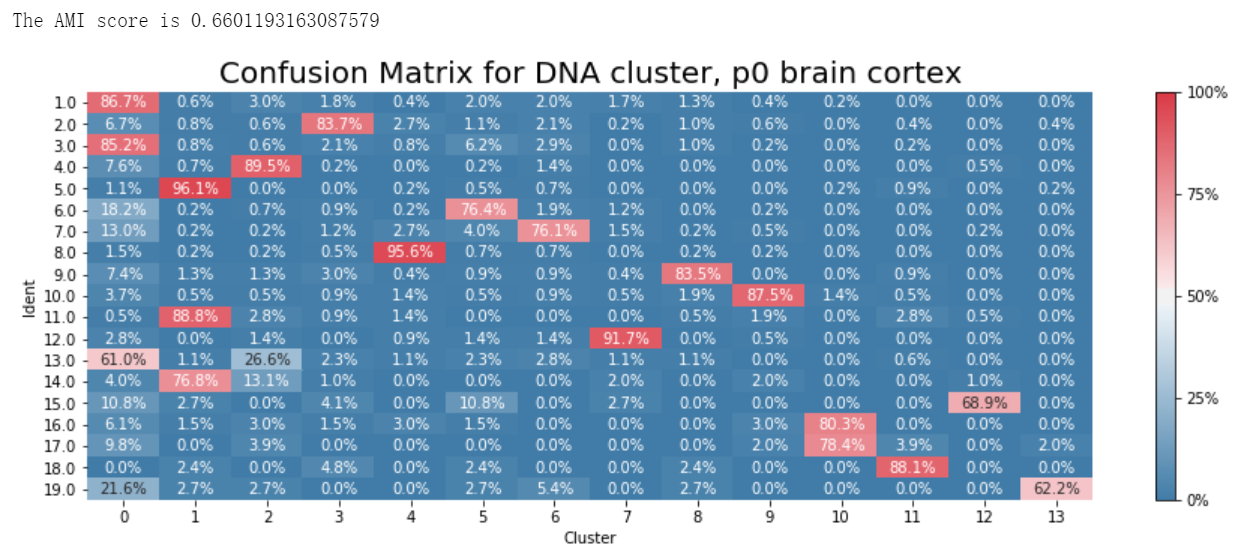 The AMI score is 0.6601193163087579
Confusion Matrix for DNA cluster, p0 brain cortex
1.0 86.7% 0.6% 3.0% 1.8% 0.4% 2.0% 2.0% 1.7% 1.3% 0.4% 0.2% 0.0% 0.0% 0.0%
2.0 6.7% 0.8% 0.6% 83.7% 2.7% 1.1% 2.1% 0.2% 1.0% 0.6% 0.0% 0.4% 0.0% 0.4%
3.0 85.2% 0.8% 0.6% 2.1% 0.8% 6.2% 2.9% 0.0% 1.0% 0.2% 0.0% 0.2% 0.0% 0.0%
4.0 7.6% 0.7% 89.5% 0.2% 0.0% 0.2% 1.4% 0.0% 0.0% 0.0% 0.0% 0.0% 0.5% 0.0%
5.0 1.1% 96.1% 0.0% 0.0% 0.2% 0.5% 0.7% 0.0% 0.0% 0.0% 0.2% 0.9% 0.0% 0.2%
6.0 18.2% 0.2% 0.7% 0.9% 0.2% 76.4% 1.9% 1.2% 0.0% 0.2% 0.0% 0.0% 0.0% 0.0%
7.0 13.0% 0.2% 0.2% 1.2% 2.7% 4.0% 76.1% 1.5% 0.2% 0.5% 0.0% 0.0% 0.2% 0.0%
8.0 1.5% 0.2% 0.2% 0.5% 95.6% 0.7% 0.7% 0.0% 0.2% 0.2% 0.0% 0.0% 0.0% 0.0%
9.0 7.4% 1.3% 1.3% 3.0% 0.4% 0.9% 0.9% 0.4% 83.5% 0.0% 0.0% 0.9% 0.0% 0.0%
10.0 3.7% 0.5% 0.5% 0.9% 1.4% 0.5% 0.9% 0.5% 1.9% 87.5% 1.4% 0.5% 0.0% 0.0%
11.0 0.5% 88.8% 2.8% 0.9% 1.4% 0.0% 0.0% 0.0% 0.5% 1.9% 0.0% 2.8% 0.5% 0.0%
12.0 2.8% 0.0% 1.4% 0.0% 0.9% 1.4% 1.4% 91.7% 0.0% 0.5% 0.0% 0.0% 0.0% 0.0%
13.0 61.0% 1.1% 26.6% 2.3% 1.1% 2.3% 2.8% 1.1% 1.1% 0.0% 0.0% 0.6% 0.0% 0.0%
14.0 4.0% 76.8% 13.1% 1.0% 0.0% 0.0% 0.0% 2.0% 0.0% 2.0% 0.0% 0.0% 1.0% 0.0%
15.0 10.8% 2.7% 0.0% 4.1% 0.0% 10.8% 0.0% 2.7% 0.0% 0.0% 0.0% 0.0% 68.9% 0.0%
16.0 6.1% 1.5% 3.0% 1.5% 3.0% 1.5% 0.0% 0.0% 0.0% 3.0% 80.3% 0.0% 0.0% 0.0%
17.0 9.8% 0.0% 3.9% 0.0% 0.0% 0.0% 0.0% 0.0% 0.0% 2.0% 78.4% 3.9% 0.0% 2.0%
18.0 0.0% 2.4% 0.0% 4.8% 0.0% 2.4% 0.0% 0.0% 2.4% 0.0% 0.0% 88.1% 0.0% 0.0%
19.0 21.6% 2.7% 2.7% 0.0% 0.0% 2.7% 5.4% 0.0% 2.7% 0.0% 0.0% 0.0% 0.0% 62.2%
0 1 2 3 4 5 6 7 8 9 10 11 12 13
Cluster
Ident
100%
75%
50%
25%
0%